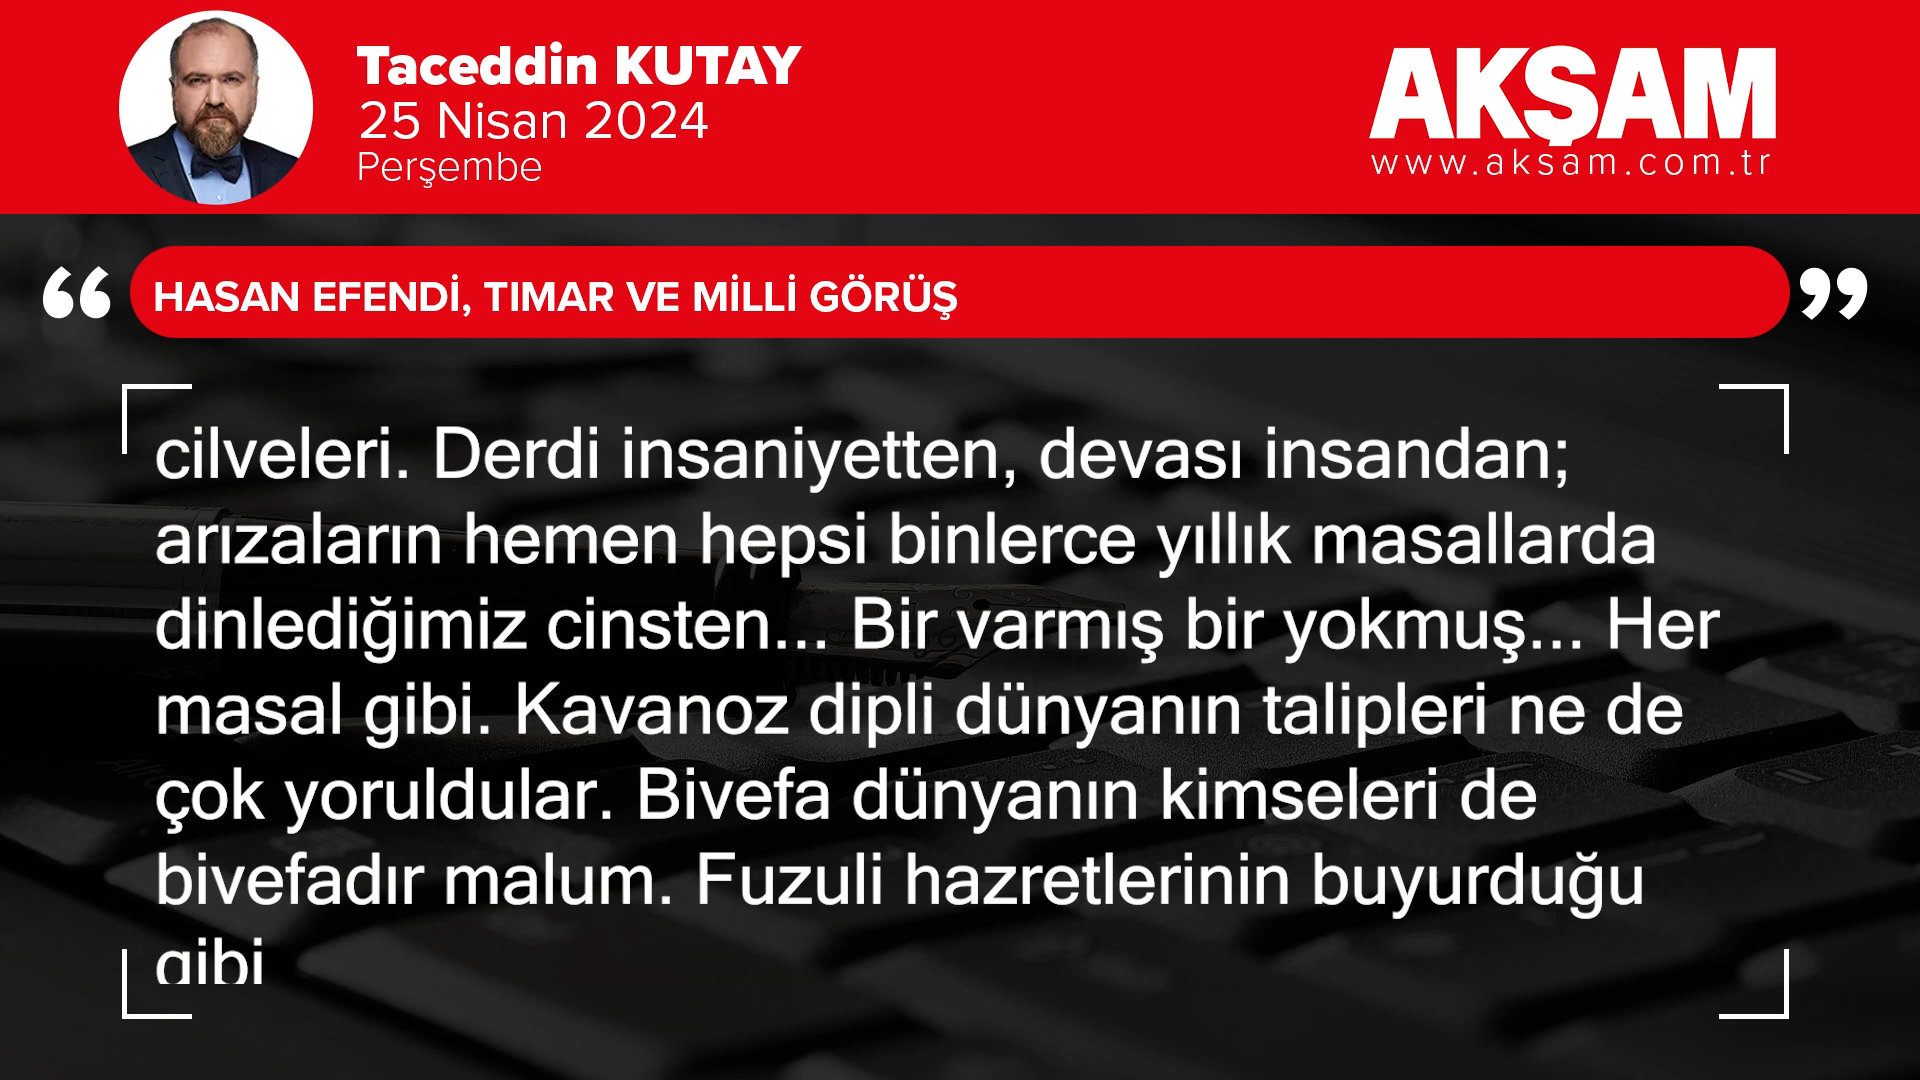 Taceddin KUTAY
25 Nisan 2024
Perşembe
AKŞAM
www.aksam.com.tr
“ HASAN EFENDİ, TIMAR VE MİLLİ GÖRÜŞ ”
cilveleri. Derdi insaniyetten, devası insandan;
arızaların hemen hepsi binlerce yıllık masallarda
dinlediğimiz cinsten... Bir varmış bir yokmuş... Her
masal gibi. Kavanoz dipli dünyanın talipleri ne de
çok yoruldular. Bivefa dünyanın kimseleri de
bivefadır malum. Fuzuli hazretlerinin buyurduğu
gibi